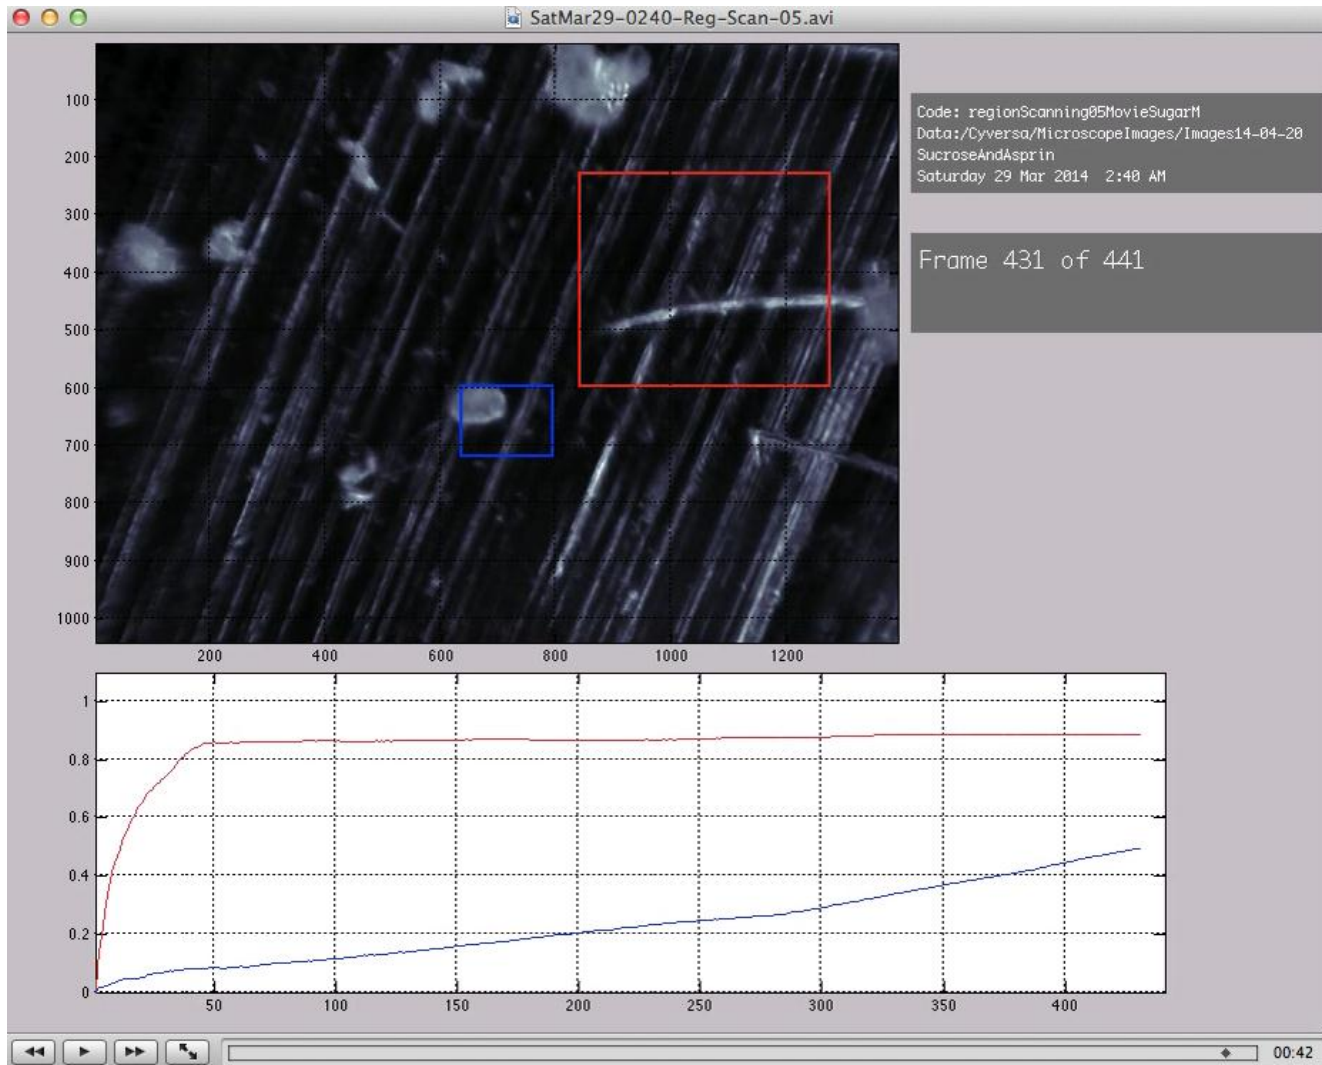 SatMar29-0240-Reg-Scan-05.avi
100
200
300
400
500
600
700
800
900
1000
200 400 600 800 1000 1200
Code: regionScanning05MovieSugarM
Data:/Cyversa/MicroscopeImages/Images14-04-20
SucroseAndAsprin
Saturday 29 Mar 2014 2:40 AM
Frame 431 of 441
1
0.8
0.6
0.4
0.2
0
50 100 150 200 250 300 350 400
00:42